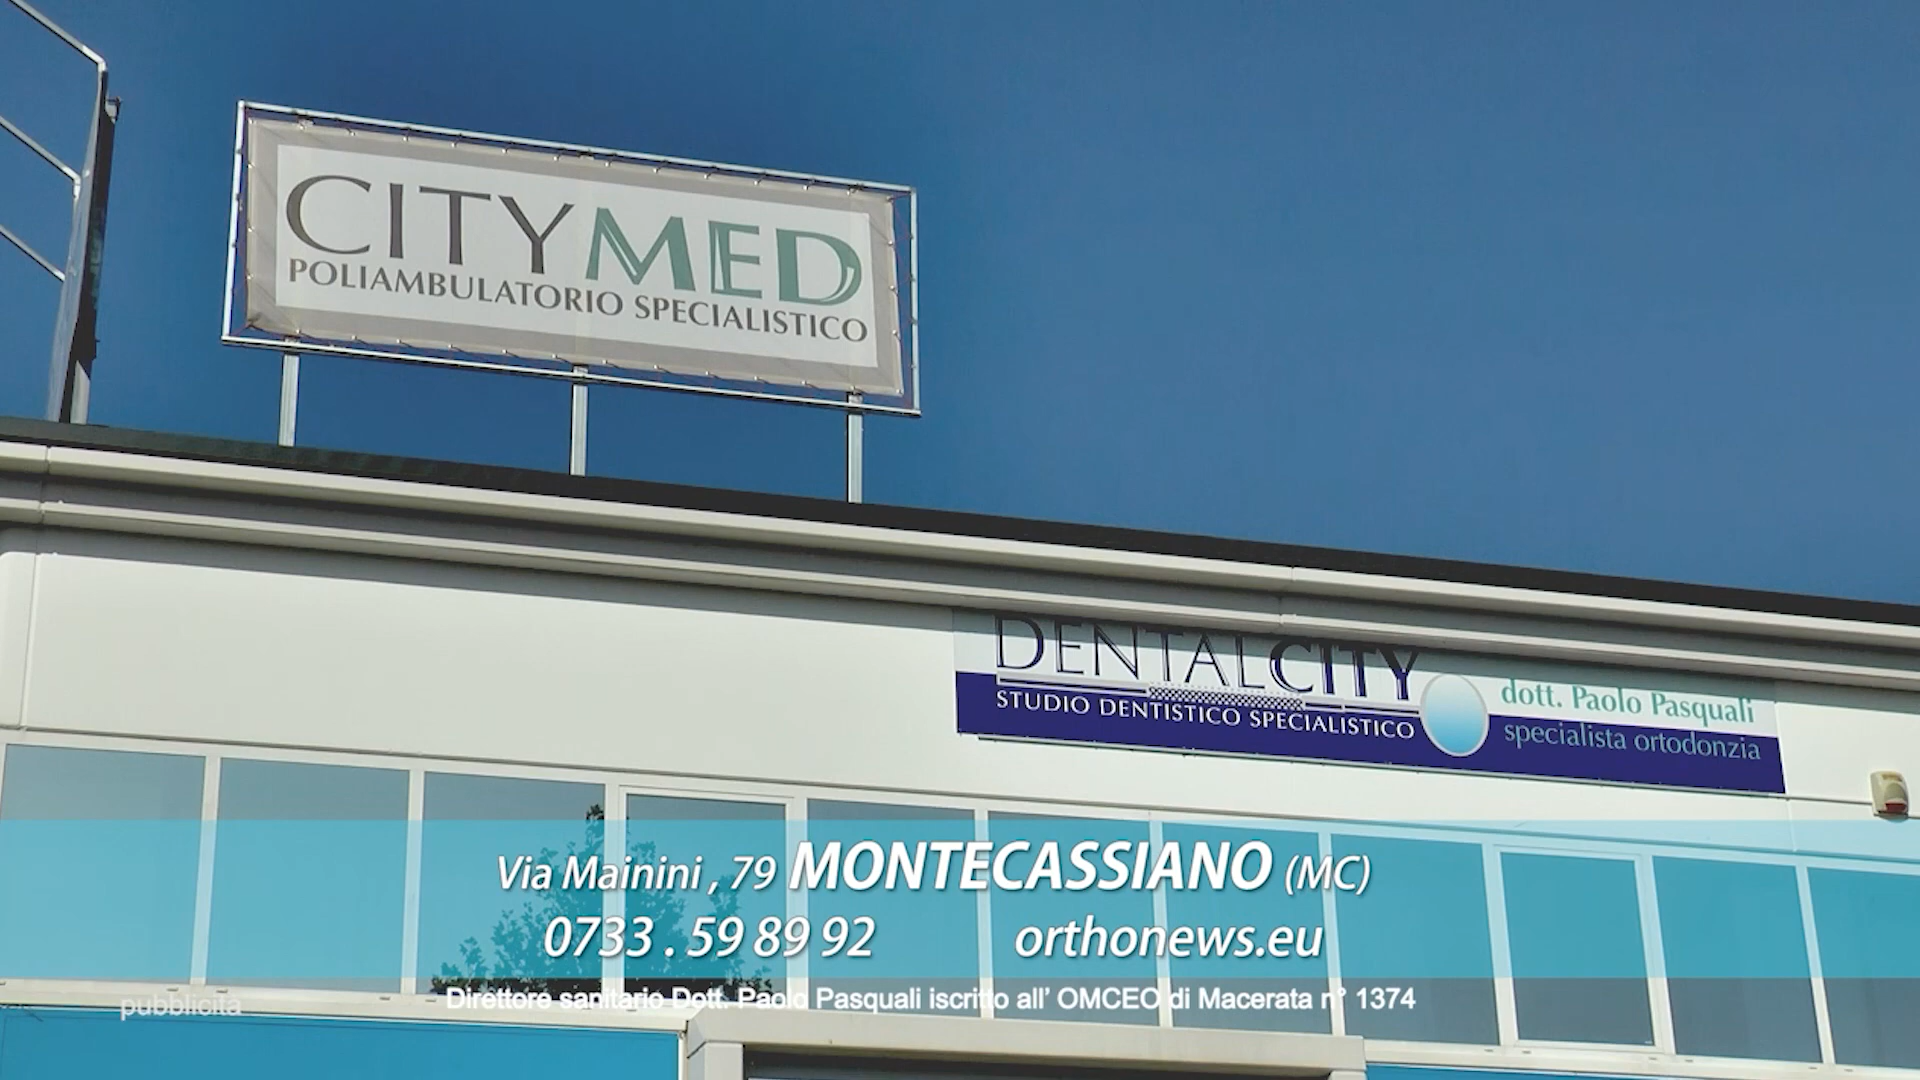 CITYMED
POLIAMBULATORIO SPECIALISTICO
DENTALCITY
STUDIO DENTISTICO SPECIALISTICO
dott. Paolo Pasquali
specialista ortodonzia
Via Mainini , 79 MONTECASSIANO (MC)
0733 . 59 89 92 orthonews.eu
Direttore sanitario Dott. Paolo Pasquali iscritto all' OMCEO di Macerata n° 1374
pubblicità